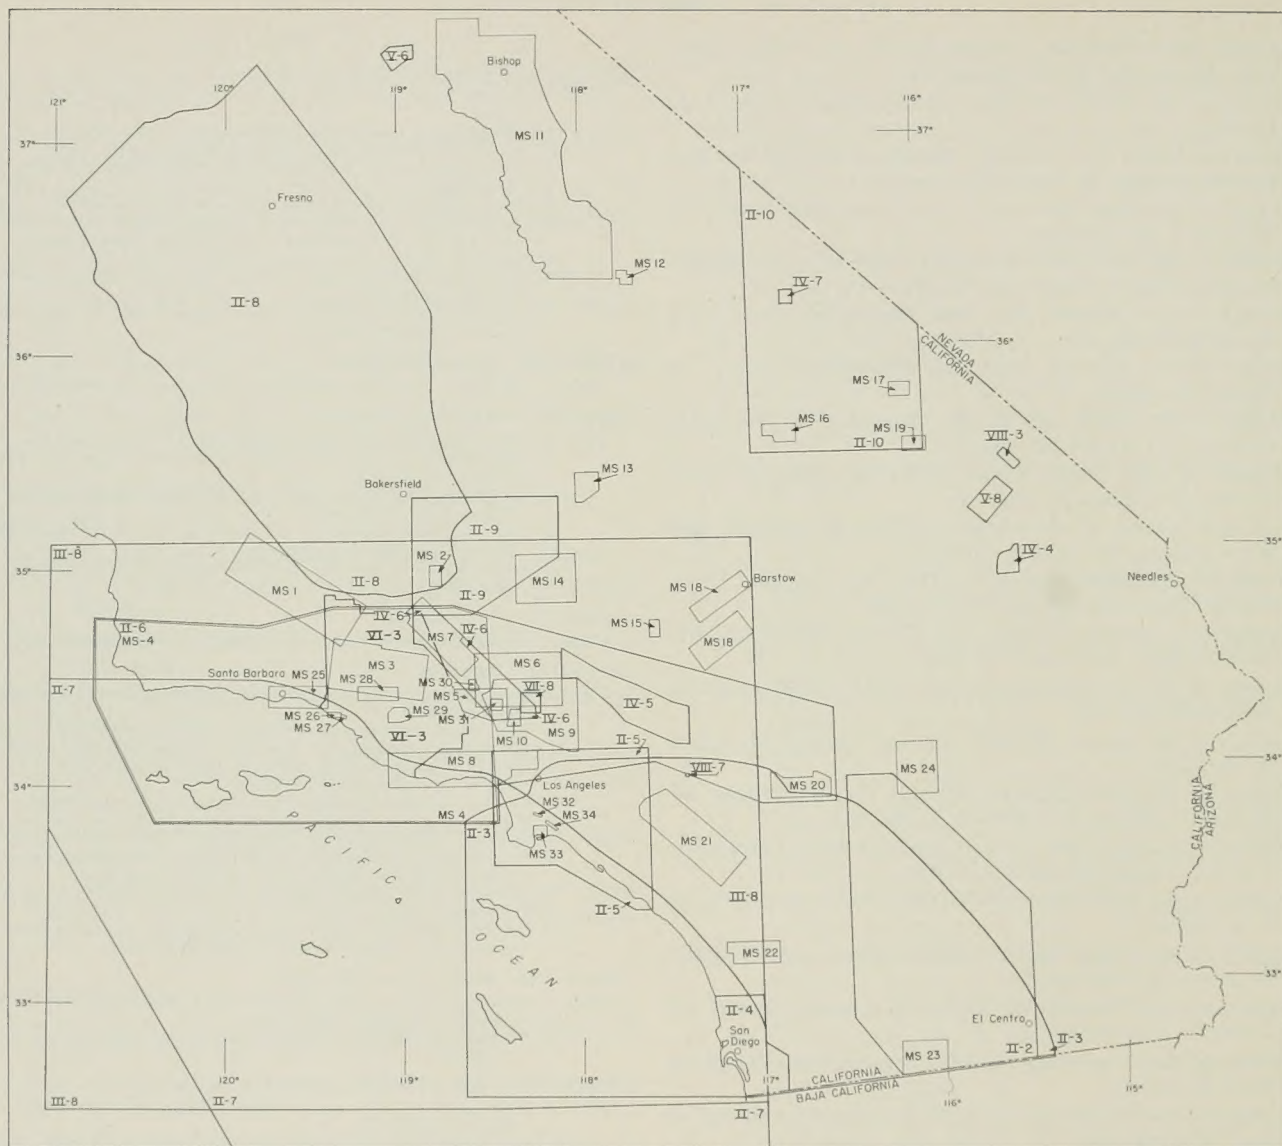 V-6
Bishop
121°
120°
119°
118°
117°
116°
37°
37°
MS 11
Fresno
II-10
MS 12
IV-7
II-8
36°
36°
NEVADA
CALIFORNIA
MS 17
MS 16
II-10
MS 19
VIII-3
MS 13
Bakersfield
V-8
II-9
IV-4
35°
III-8
MS 2
II-8
MS 14
35°
MS 1
II-9
MS 18
Barstow
Needles
IV-6
II-6
MS-4
VI-3
MS 7
IV-6
MS 15
MS 18
MS 3
MS 6
Santa Barbara
MS 25
MS 28
MS 30
VII-8
II-7
MS 5
IV-5
MS 26
MS 29
MS 31
IV-6
MS 27
MS 10
MS 9
VI-3
II-5
MS 8
VIII-7
MS 24
34°
34°
Los Angeles
MS 20
MS 32
MS 4
MS 34
II-3
CALIFORNIA
ARIZONA
MS 33
MS 21
PACIFIC
III-8
II-5
OCEAN
MS 22
33°
33°
II-4
El Centro
San
Diego
II-2
II-3
MS 23
120°
119°
118°
117°
CALIFORNIA
BAJA CALIFORNIA
116°
115°
III-8
II-7
II-7